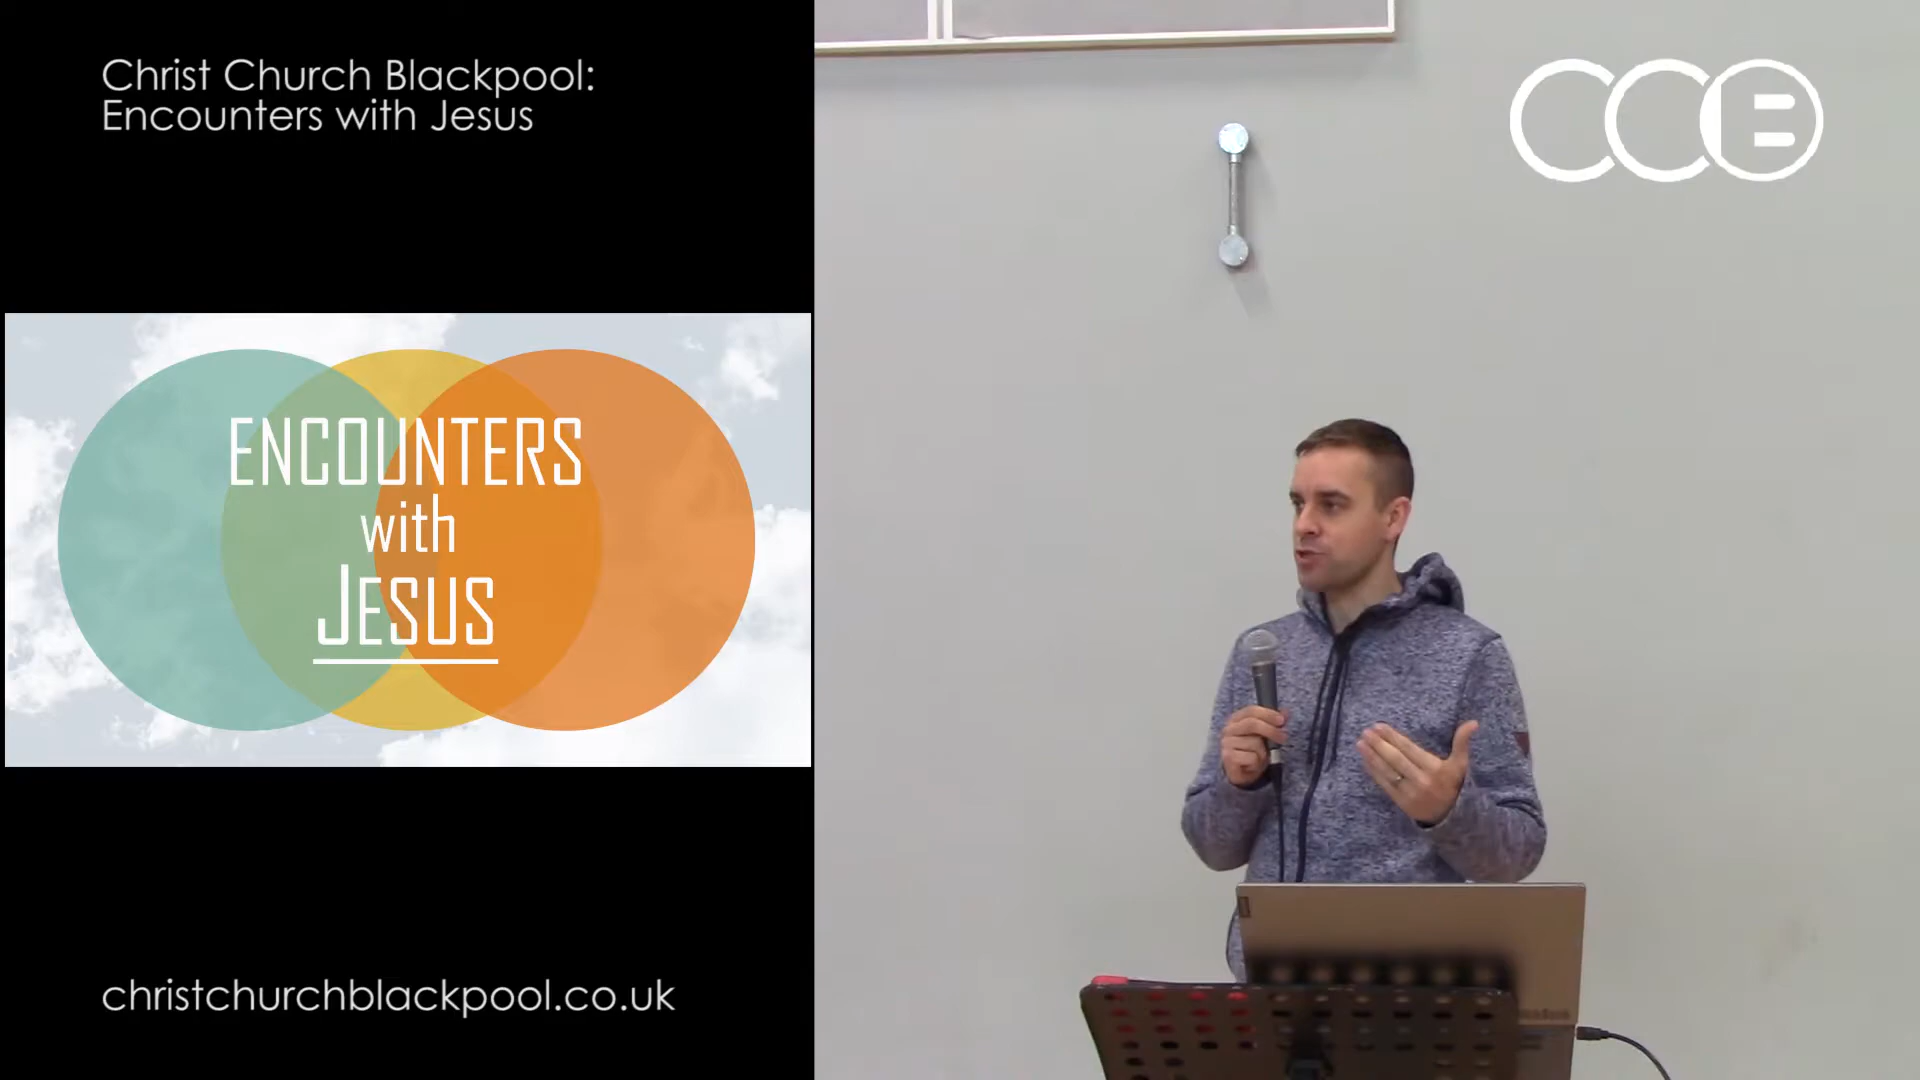 Christ Church Blackpool:
Encounters with Jesus
CCB
ENCOUNTERS
with
JESUS
christchurchblackpool.co.uk